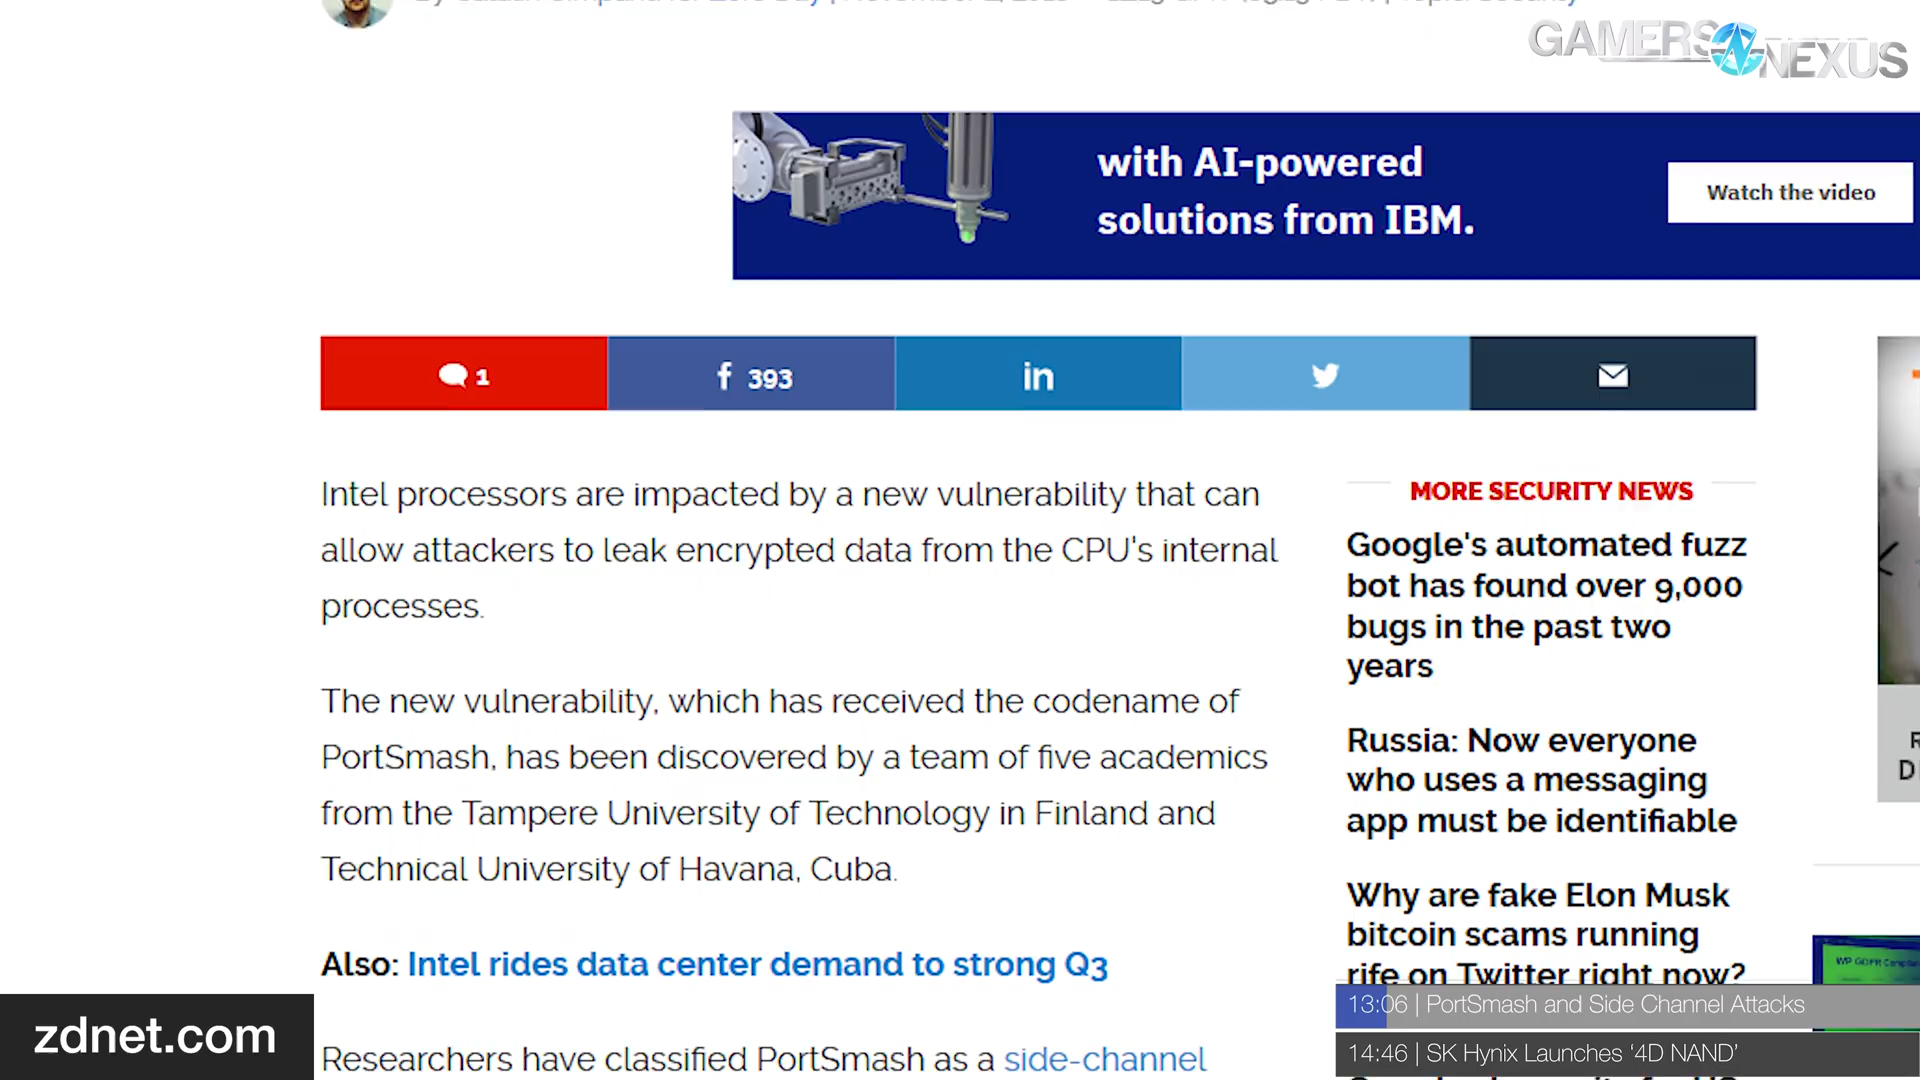 GAMERS NEXUS
with AI-powered
solutions from IBM.
Watch the video
1
393
Intel processors are impacted by a new vulnerability that can
allow attackers to leak encrypted data from the CPU's internal
processes.
The new vulnerability, which has received the codename of
PortSmash, has been discovered by a team of five academics
from the Tampere University of Technology in Finland and
Technical University of Havana, Cuba.
Also: Intel rides data center demand to strong Q3
Researchers have classified PortSmash as a side-channel
MORE SECURITY NEWS
Google's automated fuzz
bot has found over 9,000
bugs in the past two
years
Russia: Now everyone
who uses a messaging
app must be identifiable
Why are fake Elon Musk
bitcoin scams running
rife on Twitter right now?
zdnet.com
13:06 | PortSmash and Side Channel Attacks
14:46 | SK Hynix Launches ‘4D NAND’